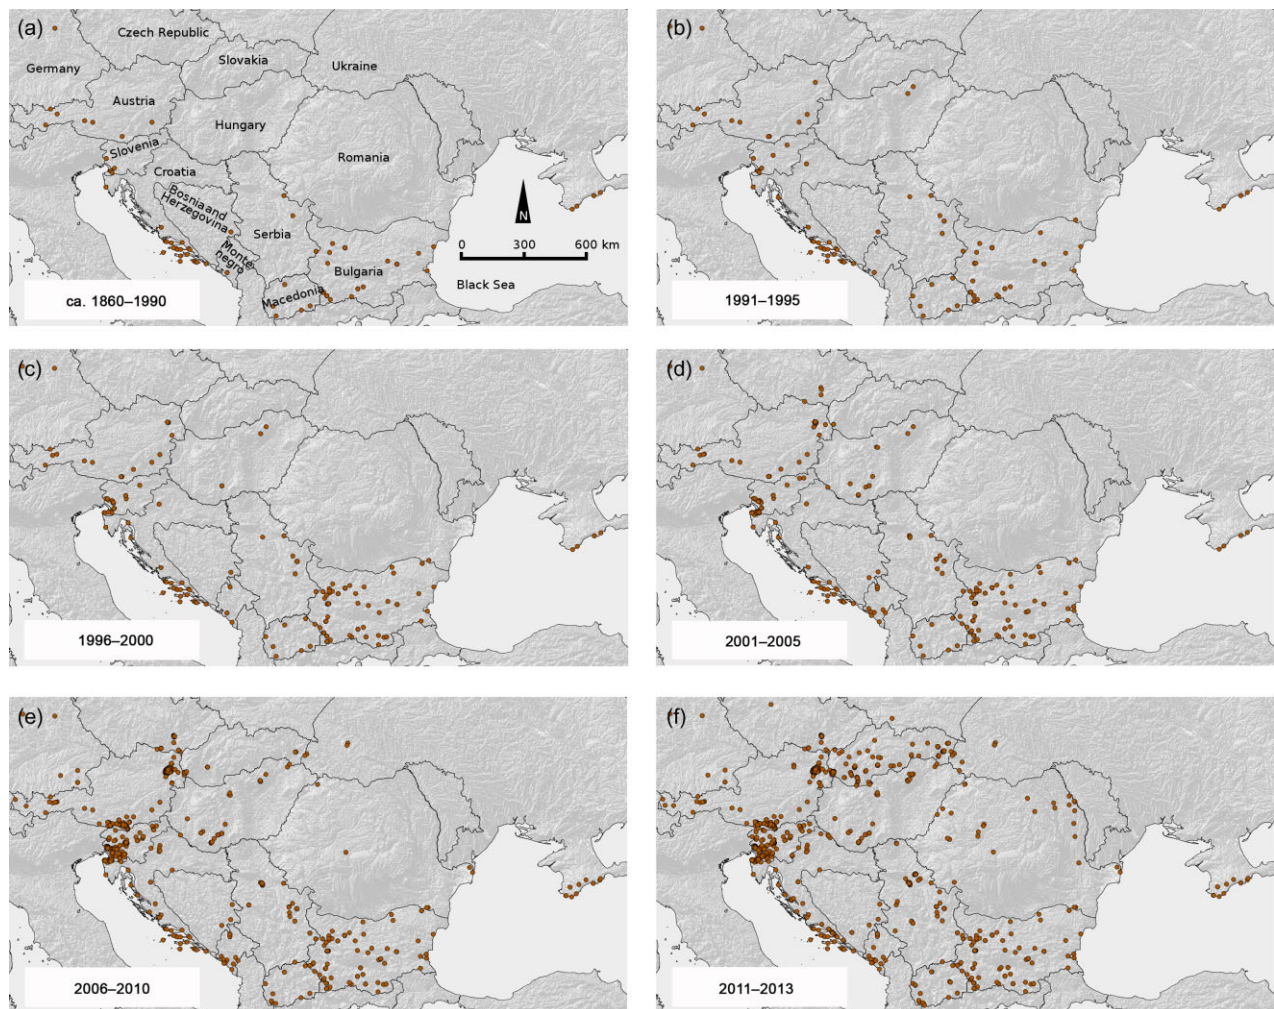 (a)
Czech Republic
Slovakia
Ukraine
Germany
Austria
Hungary
Slovenia
Romania
Croatia
Bosnia and
Herzegovina
N
Serbia
0 300 600 km
Monte
negro
Bulgaria
Black Sea
Macedonia
ca. 1860–1990
(b)
1991–1995
(c)
1996–2000
(d)
2001–2005
(e)
2006–2010
(f)
2011–2013